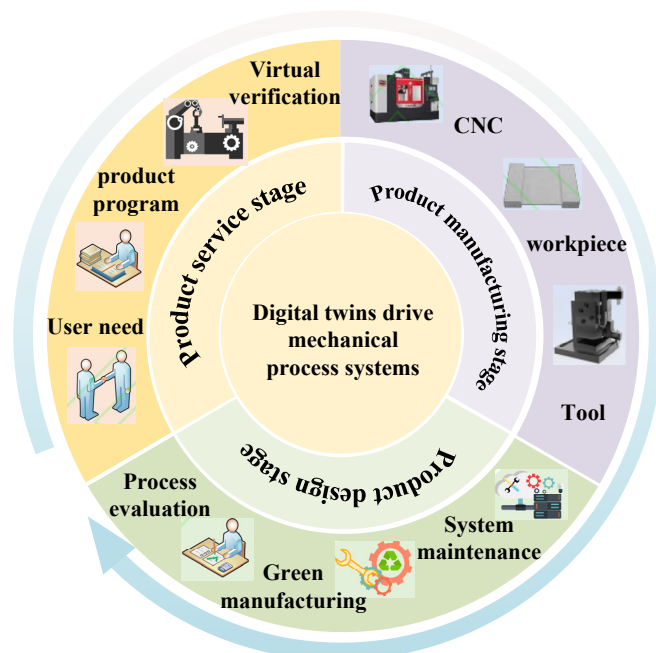 Virtual
verification
CNC
product
program
workpiece
User need
Tool
Product service stage
Product manufacturing stage
Digital twins drive
mechanical
process systems
Product design stage
Process
evaluation
Green
manufacturing
System
maintenance